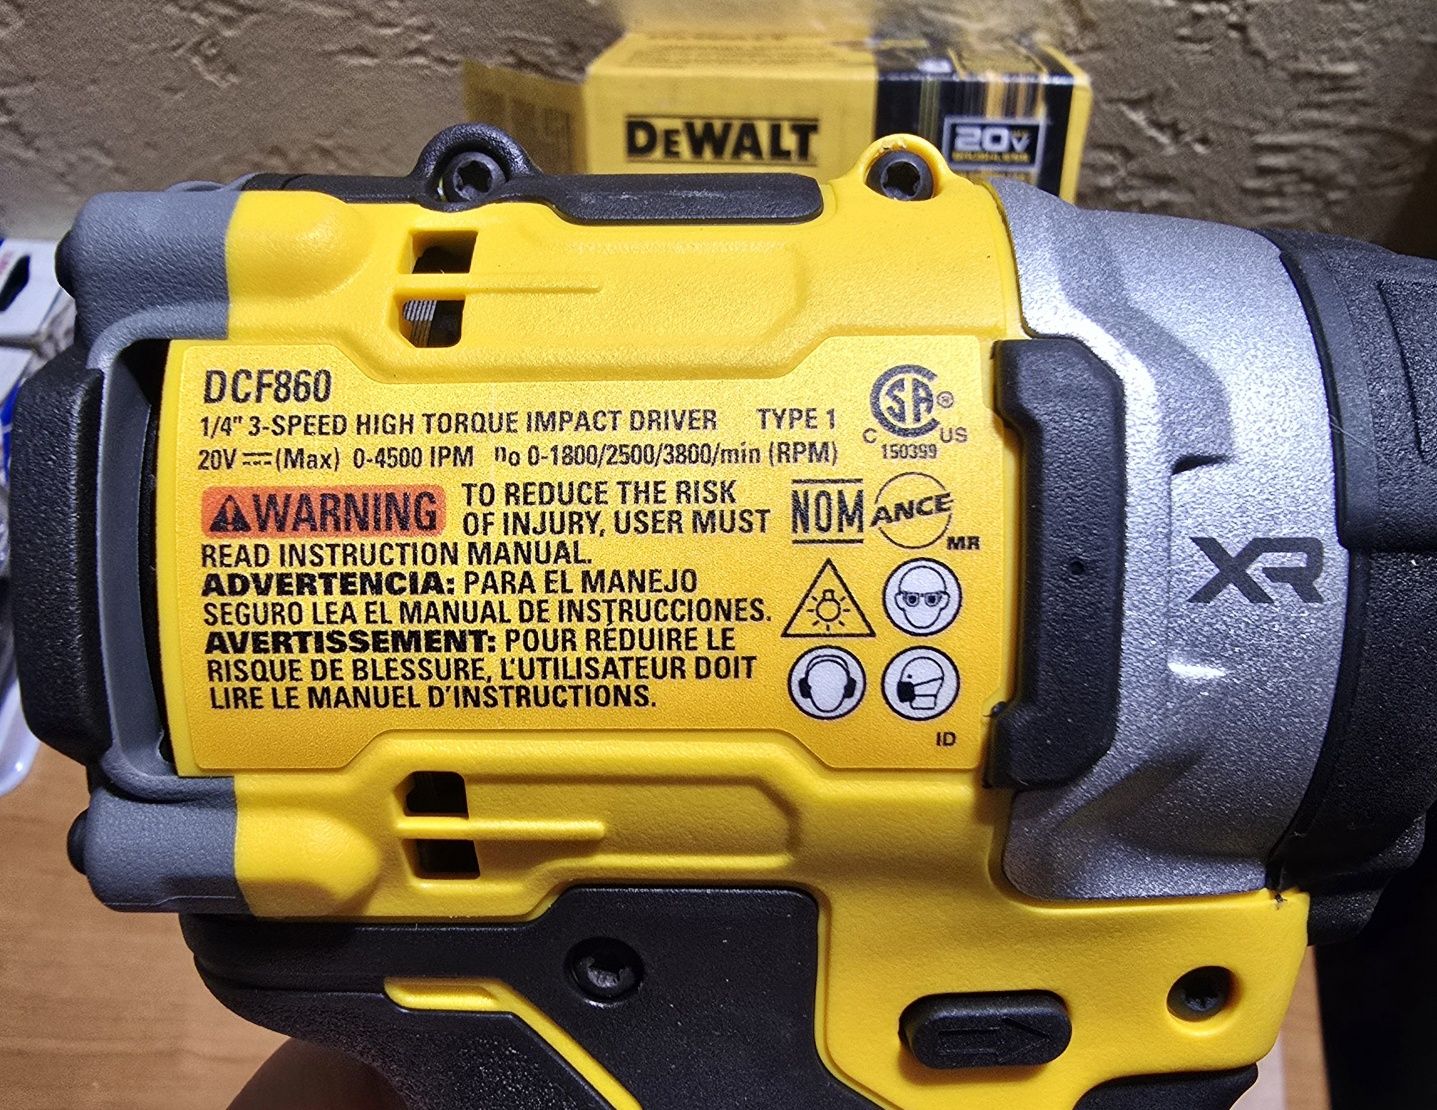 DEWALT
20V
DCF860
1/4" 3-SPEED HIGH TORQUE IMPACT DRIVER TYPE 1
20V ⎓ (Max) 0-4500 IPM no 0-1800/2500/3800/min (RPM)
CSA®
C US
150399
WARNING TO REDUCE THE RISK
OF INJURY, USER MUST
READ INSTRUCTION MANUAL.
ADVERTENCIA: PARA EL MANEJO
SEGURO LEA EL MANUAL DE INSTRUCCIONES.
AVERTISSEMENT: POUR RÉDUIRE LE
RISQUE DE BLESSURE, L'UTILISATEUR DOIT
LIRE LE MANUEL D'INSTRUCTIONS.
NOM ANCE
MR
ID
XR